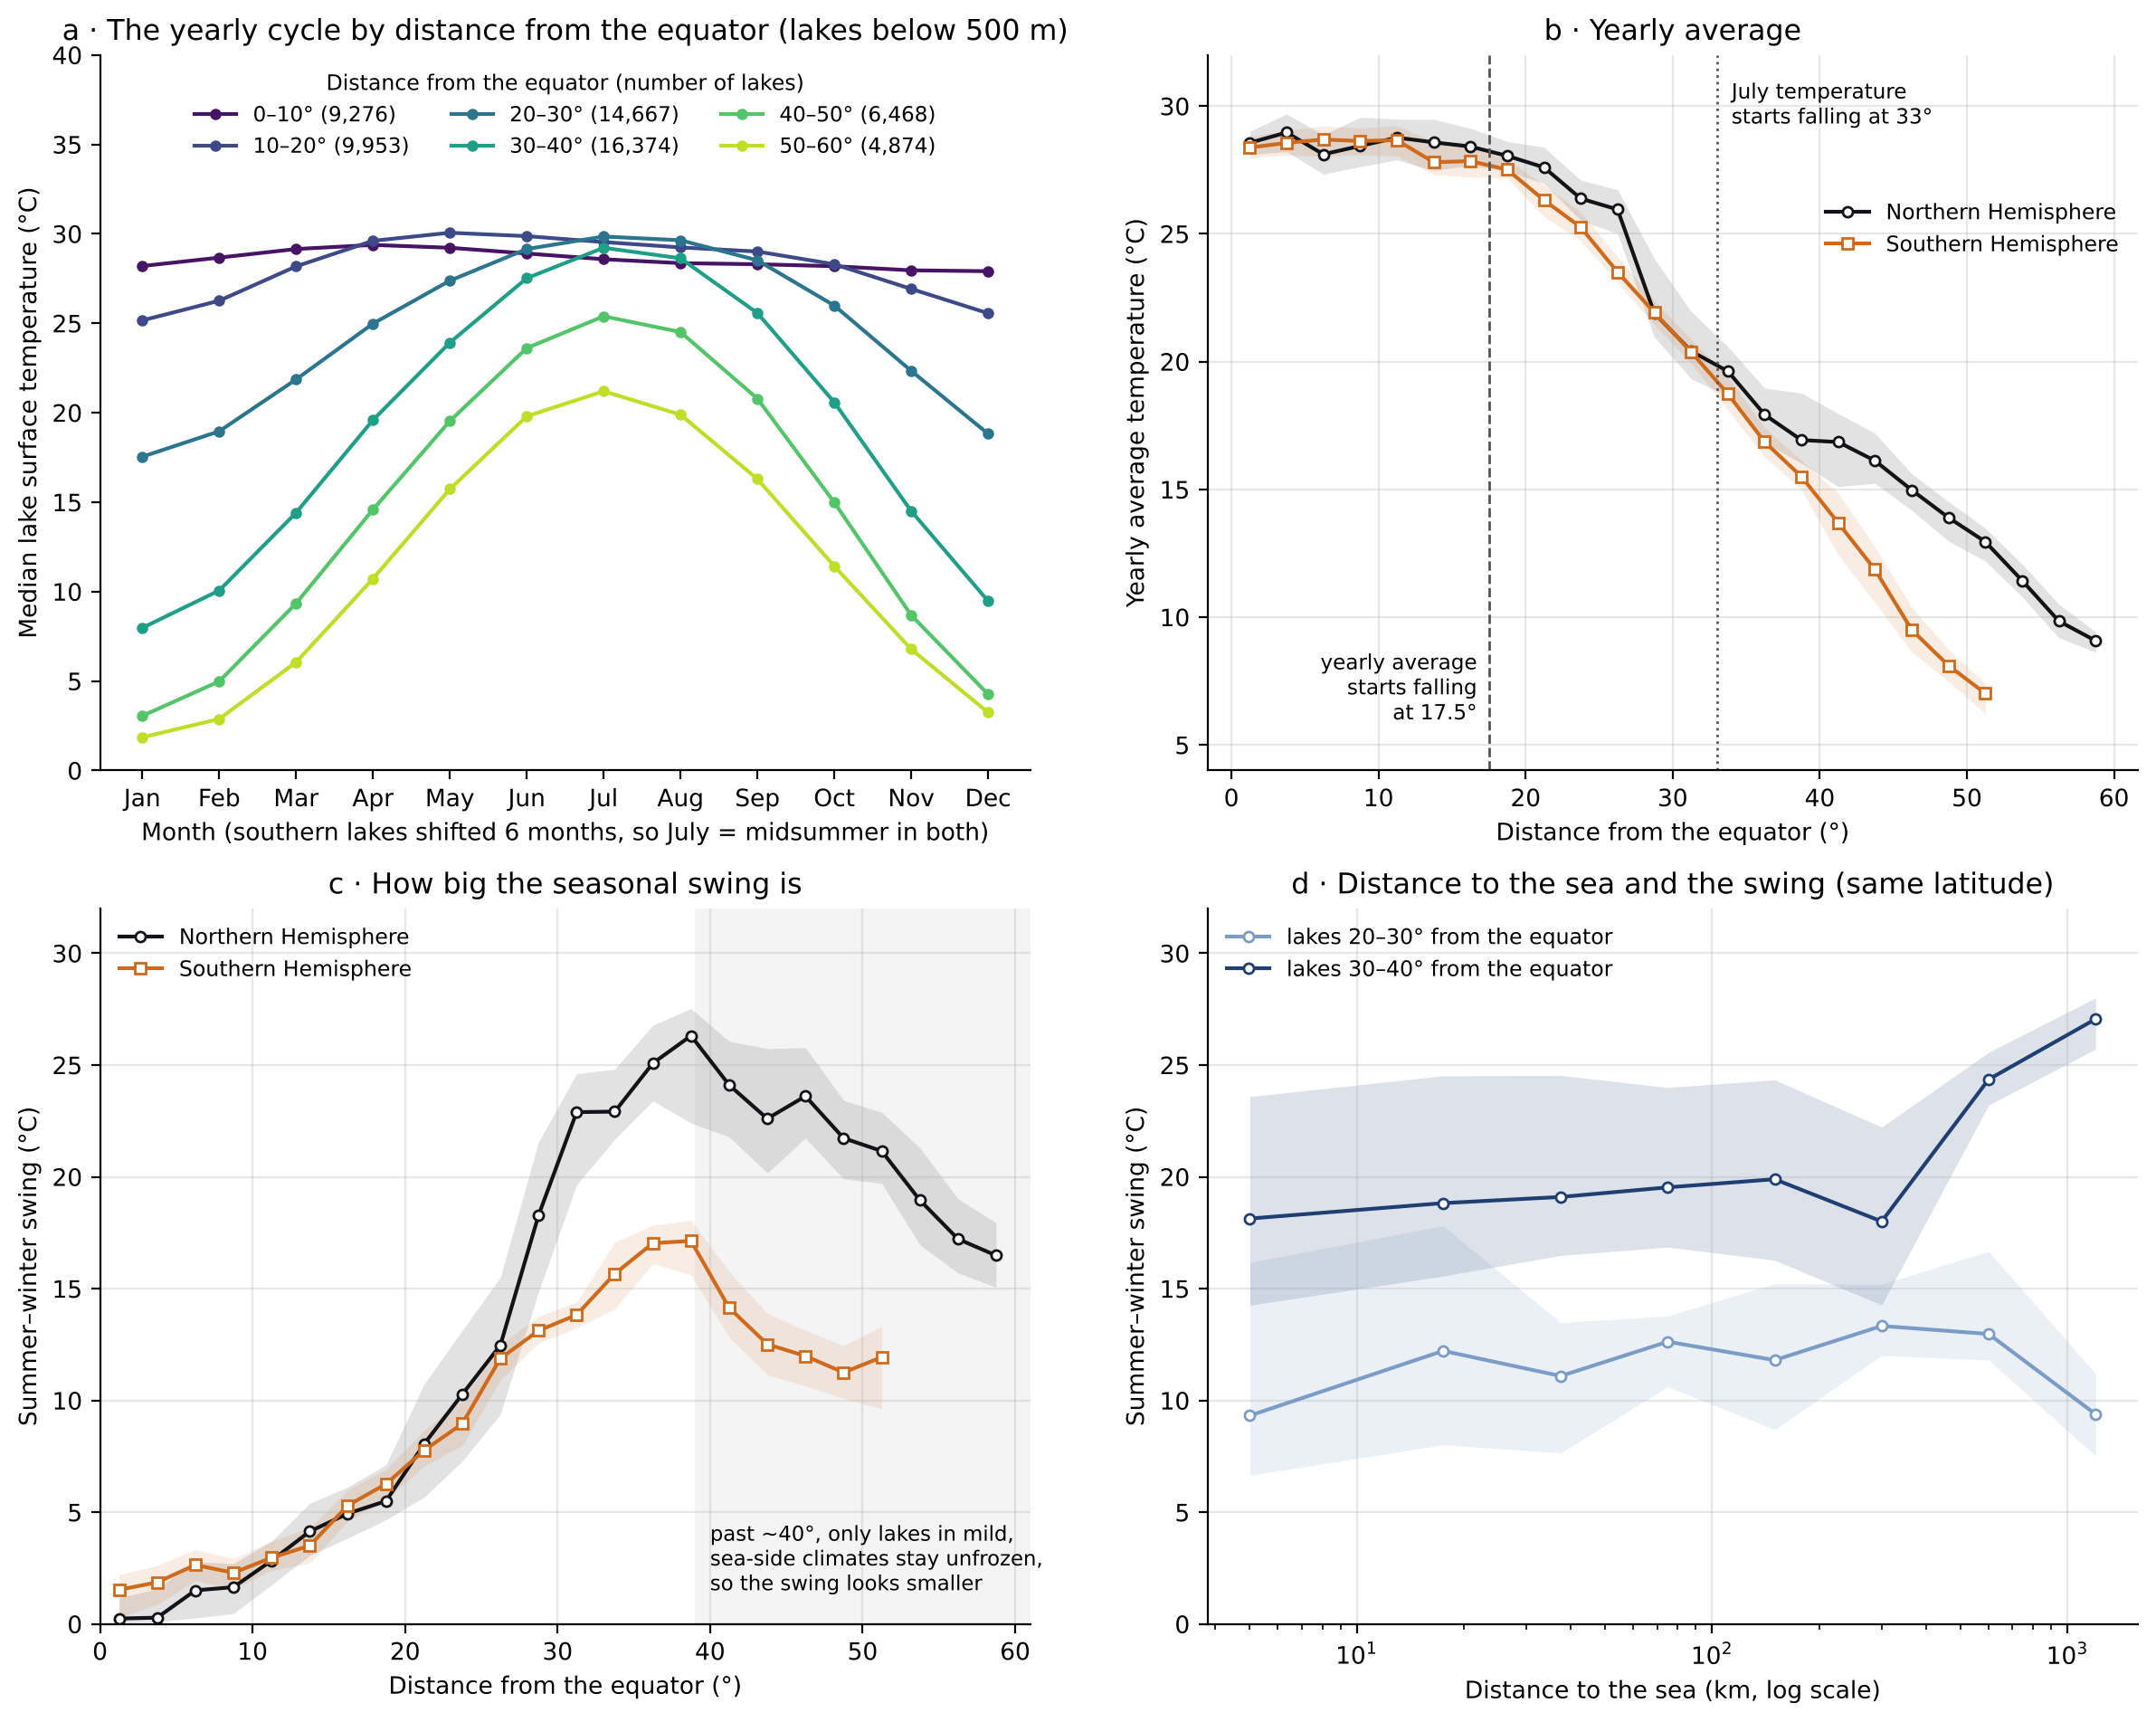 a · The yearly cycle by distance from the equator (lakes below 500 m)
Distance from the equator (number of lakes)
0–10° (9,276)
10–20° (9,953)
20–30° (14,667)
30–40° (16,374)
40–50° (6,468)
50–60° (4,874)
Median lake surface temperature (°C)
40
35
30
25
20
15
10
5
0
Jan Feb Mar Apr May Jun Jul Aug Sep Oct Nov Dec
Month (southern lakes shifted 6 months, so July = midsummer in both)
b · Yearly average
July temperature
starts falling at 33°
Northern Hemisphere
Southern Hemisphere
yearly average
starts falling
at 17.5°
Yearly average temperature (°C)
30
25
20
15
10
5
0 10 20 30 40 50 60
Distance from the equator (°)
c · How big the seasonal swing is
Northern Hemisphere
Southern Hemisphere
past ~40°, only lakes in mild,
sea-side climates stay unfrozen,
so the swing looks smaller
Summer–winter swing (°C)
30
25
20
15
10
5
0
0 10 20 30 40 50 60
Distance from the equator (°)
d · Distance to the sea and the swing (same latitude)
lakes 20–30° from the equator
lakes 30–40° from the equator
Summer–winter swing (°C)
30
25
20
15
10
5
0
10¹ 10² 10³
Distance to the sea (km, log scale)